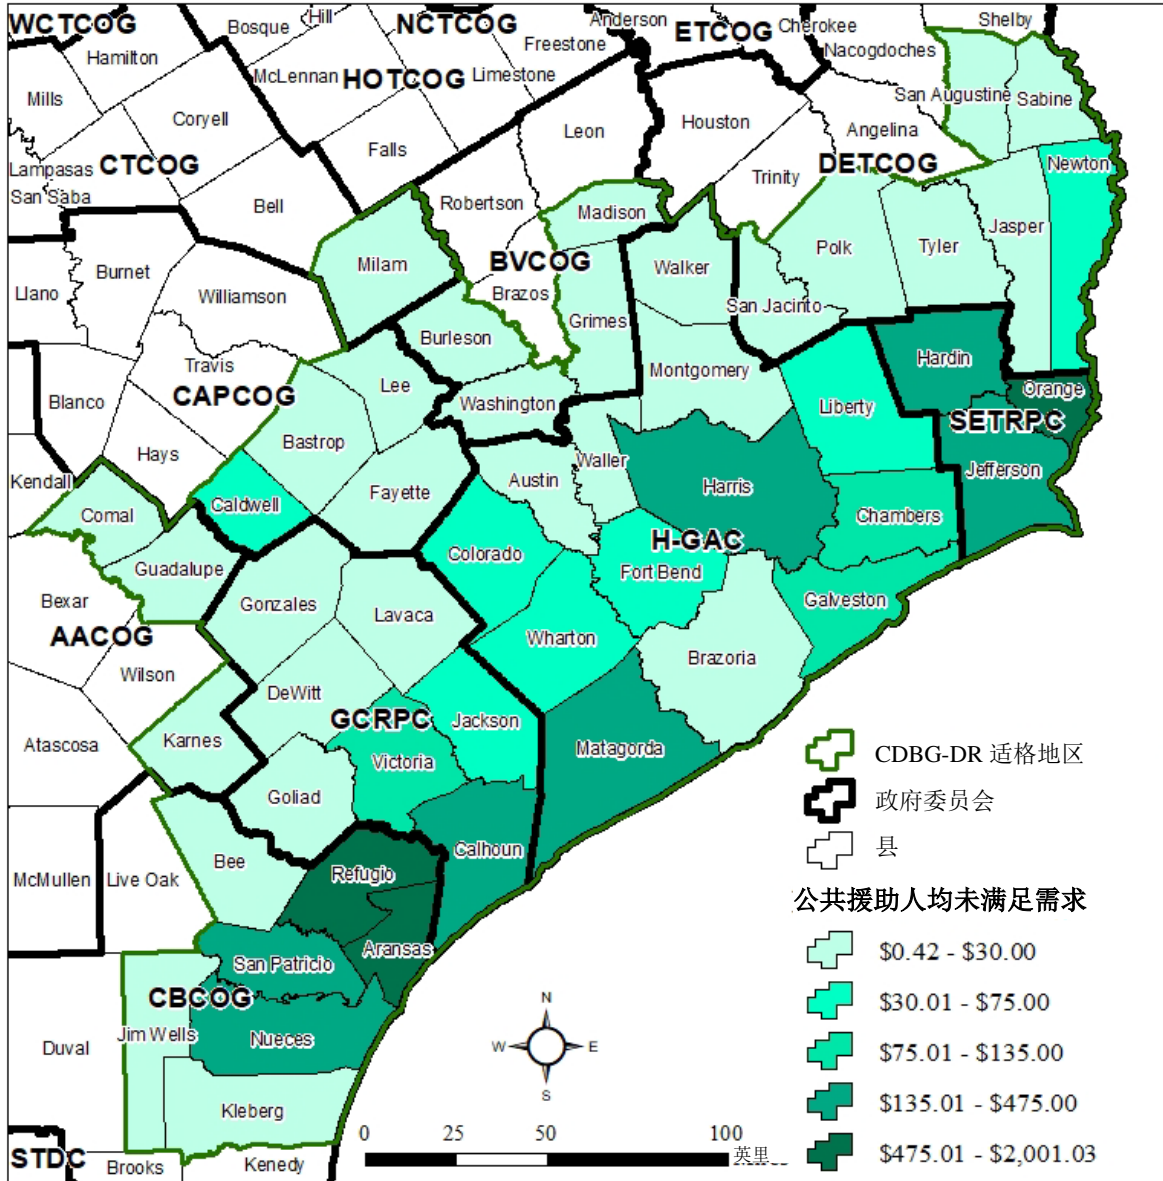 WCTCOG
Hill
Bosque
NCTCOG
Anderson
ETCOG
Cherokee
Shelby
Hamilton
McLennan
HOTCOG
Limestone
Freestone
Nacogdoches
Mills
Coryell
Leon
Houston
San Augustine
Sabine
Angelina
Falls
Lampasas
CTCOG
DETCOG
Newton
San Saba
Bell
Robertson
Madison
Trinity
Jasper
Burnet
Milam
BVCOG
Walker
Polk
Tyler
Llano
Williamson
Brazos
San Jacinto
Grimes
Burleson
Travis
Lee
Montgomery
Hardin
CAPCOG
Blanco
Washington
Liberty
Orange
SETRPC
Hays
Bastrop
Waller
Jefferson
Kendall
Caldwell
Fayette
Austin
Harris
Comal
Chambers
H-GAC
Colorado
Guadalupe
Fort Bend
Bexar
Gonzales
Lavaca
Galveston
AACOG
Wharton
Wilson
Brazoria
DeWitt
GCRPC
Jackson
Atascosa
Karnes
Victoria
Matagorda
Goliad
Calhoun
Bee
Refugio
McMullen
Live Oak
Aransas
San Patricio
CBCOG
Jim Wells
Nueces
Duval
Kleberg
STDC
Brooks
Kenedy
CDBG-DR 适格地区
政府委员会
县
公共援助人均未满足需求
$0.42 - $30.00
$30.01 - $75.00
$75.01 - $135.00
$135.01 - $475.00
$475.01 - $2,001.03
N
W E
S
0 25 50 100
英里